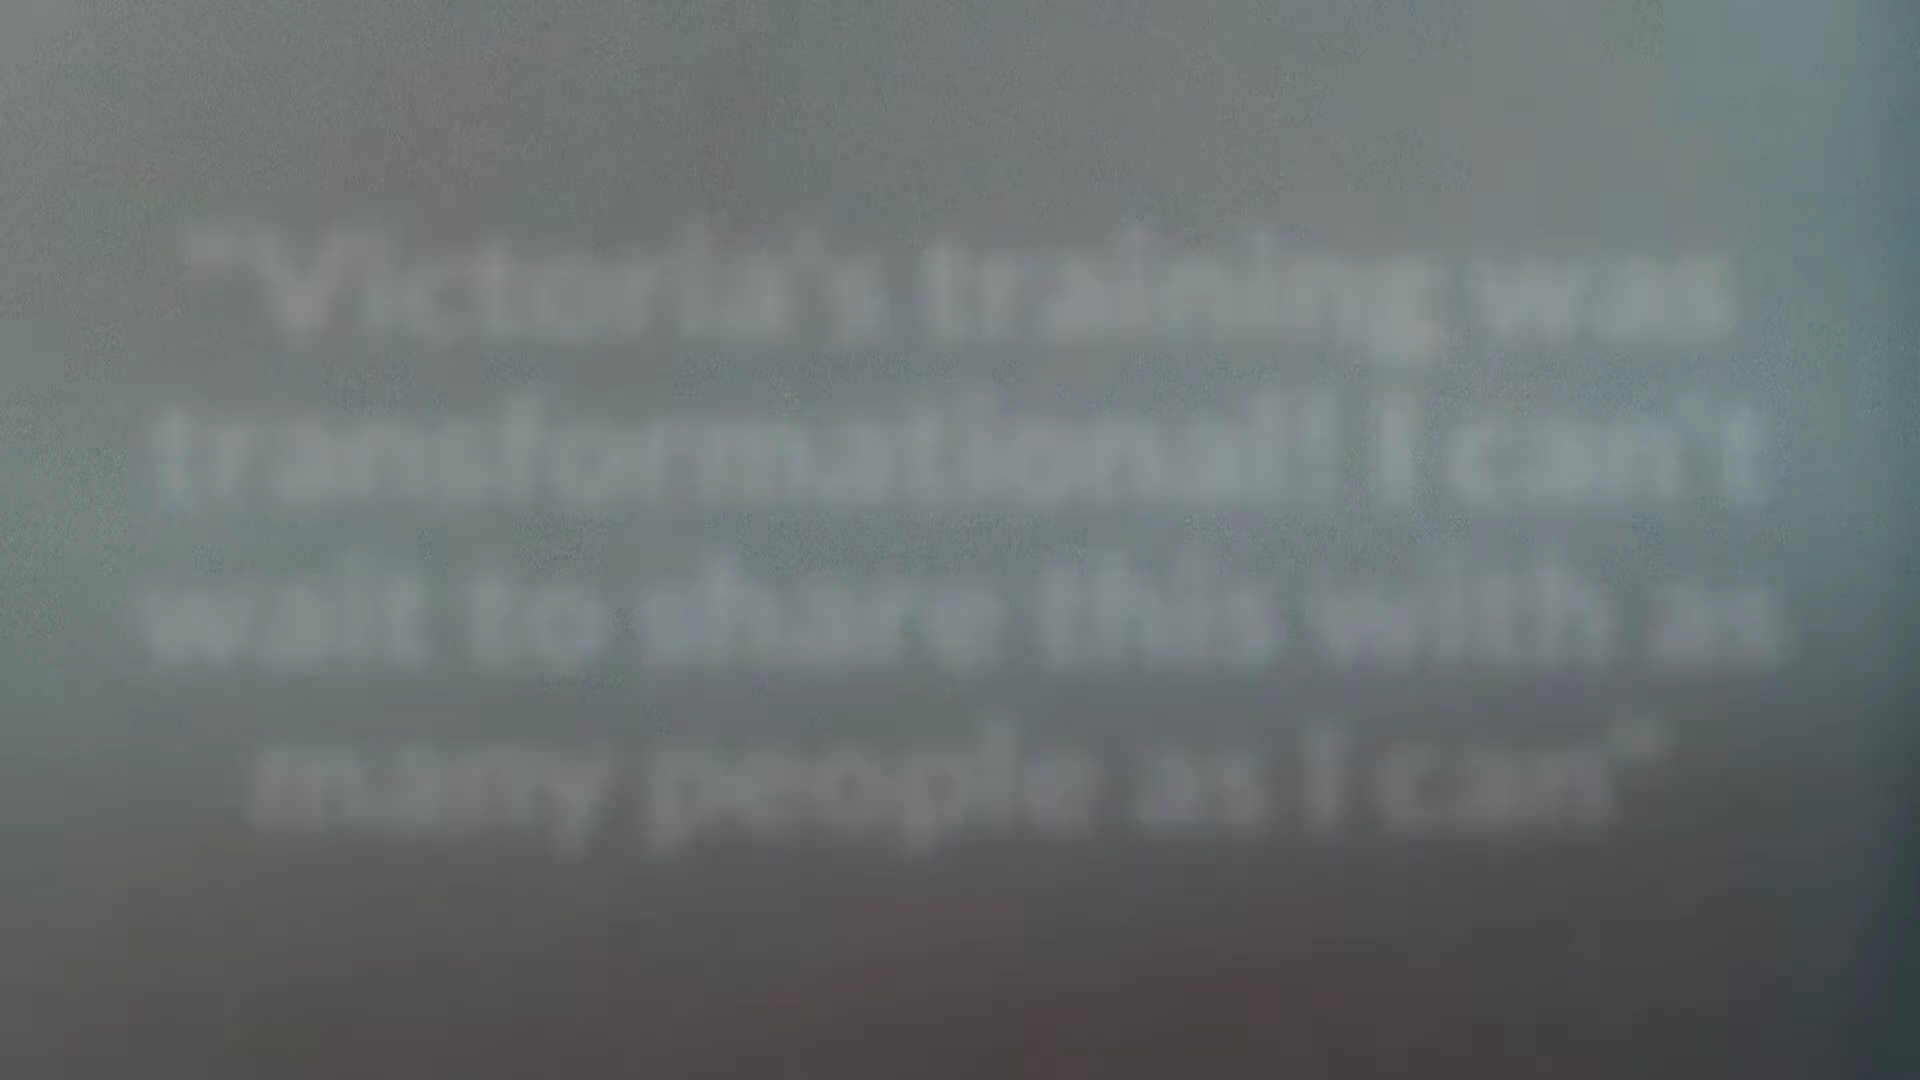 "Victoria's training was
transformational! I can't
wait to share this with as
many people as I can"